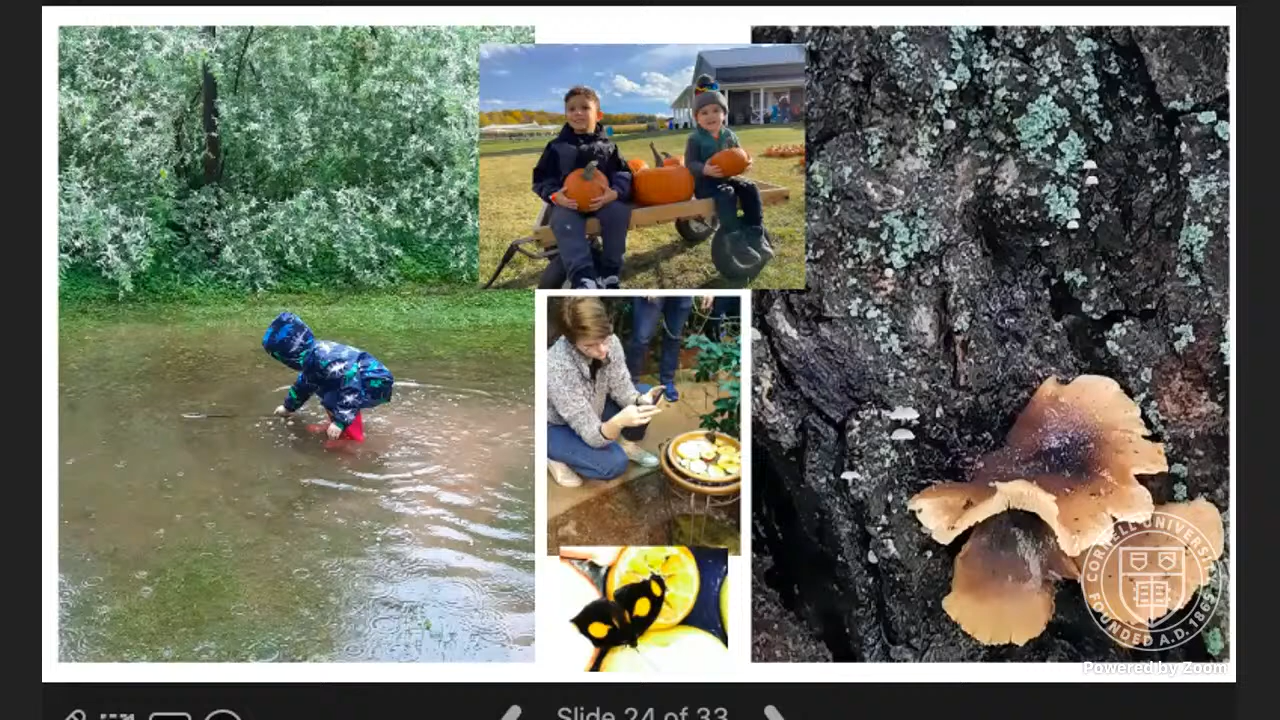 CORNELL UNIVERSITY
FOUNDED A.D. 1865
Powered by Zoom
Slide 24 of 33